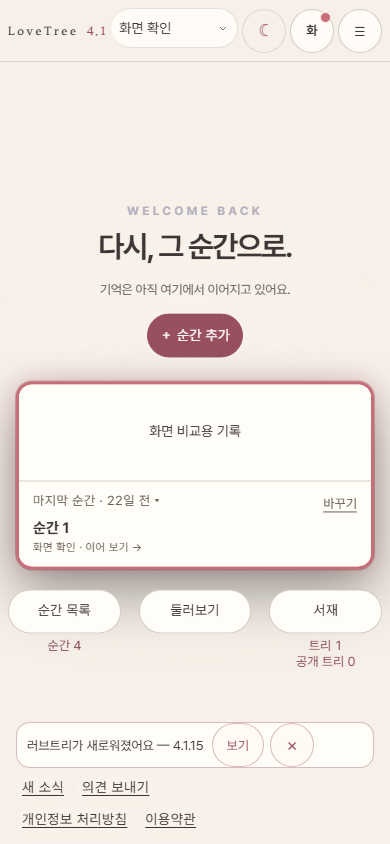 LoveTree 4.1 화면 확인 화 ☰
WELCOME BACK
다시, 그 순간으로.
기억은 아직 여기에서 이어지고 있어요.
+ 순간 추가
화면 비교용 기록
마지막 순간 · 22일 전 ▾ 바꾸기
순간 1
화면 확인 · 이어 보기 →
순간 목록 둘러보기 서재
순간 4 트리 1
공개 트리 0
러브트리가 새로워졌어요 — 4.1.15 보기 ✕
새 소식 의견 보내기
개인정보 처리방침 이용약관